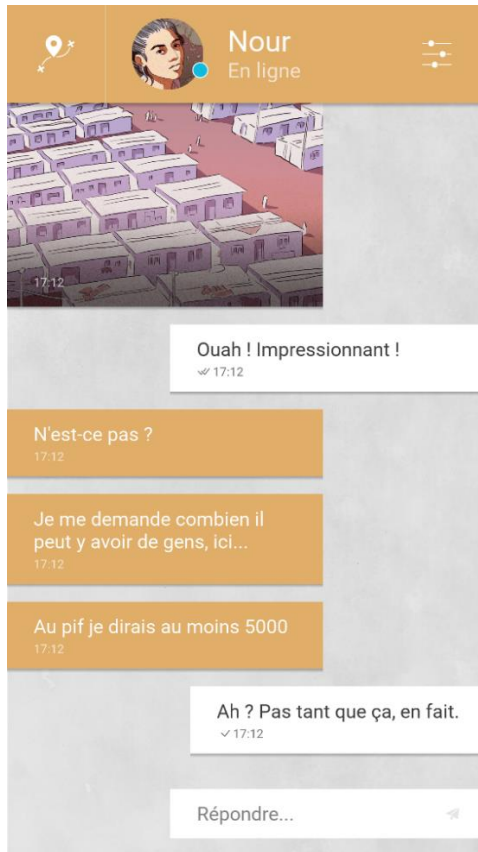 Nour
En ligne
17:12
Ouah ! Impressionnant !
17:12
N'est-ce pas ?
17:12
Je me demande combien il
peut y avoir de gens, ici...
17:12
Au pif je dirais au moins 5000
17:12
Ah ? Pas tant que ça, en fait.
17:12
Répondre...